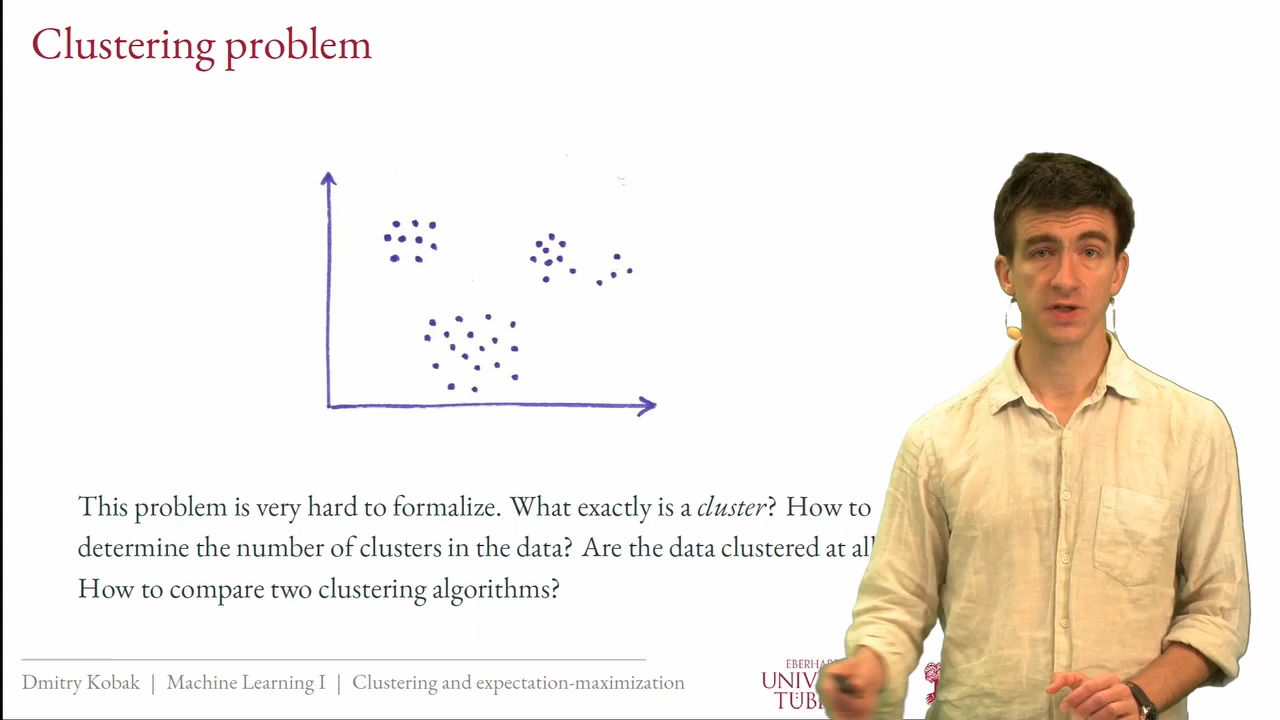 Clustering problem
This problem is very hard to formalize. What exactly is a cluster? How to
determine the number of clusters in the data? Are the data clustered at all
How to compare two clustering algorithms?
Dmitry Kobak | Machine Learning I | Clustering and expectation-maximization